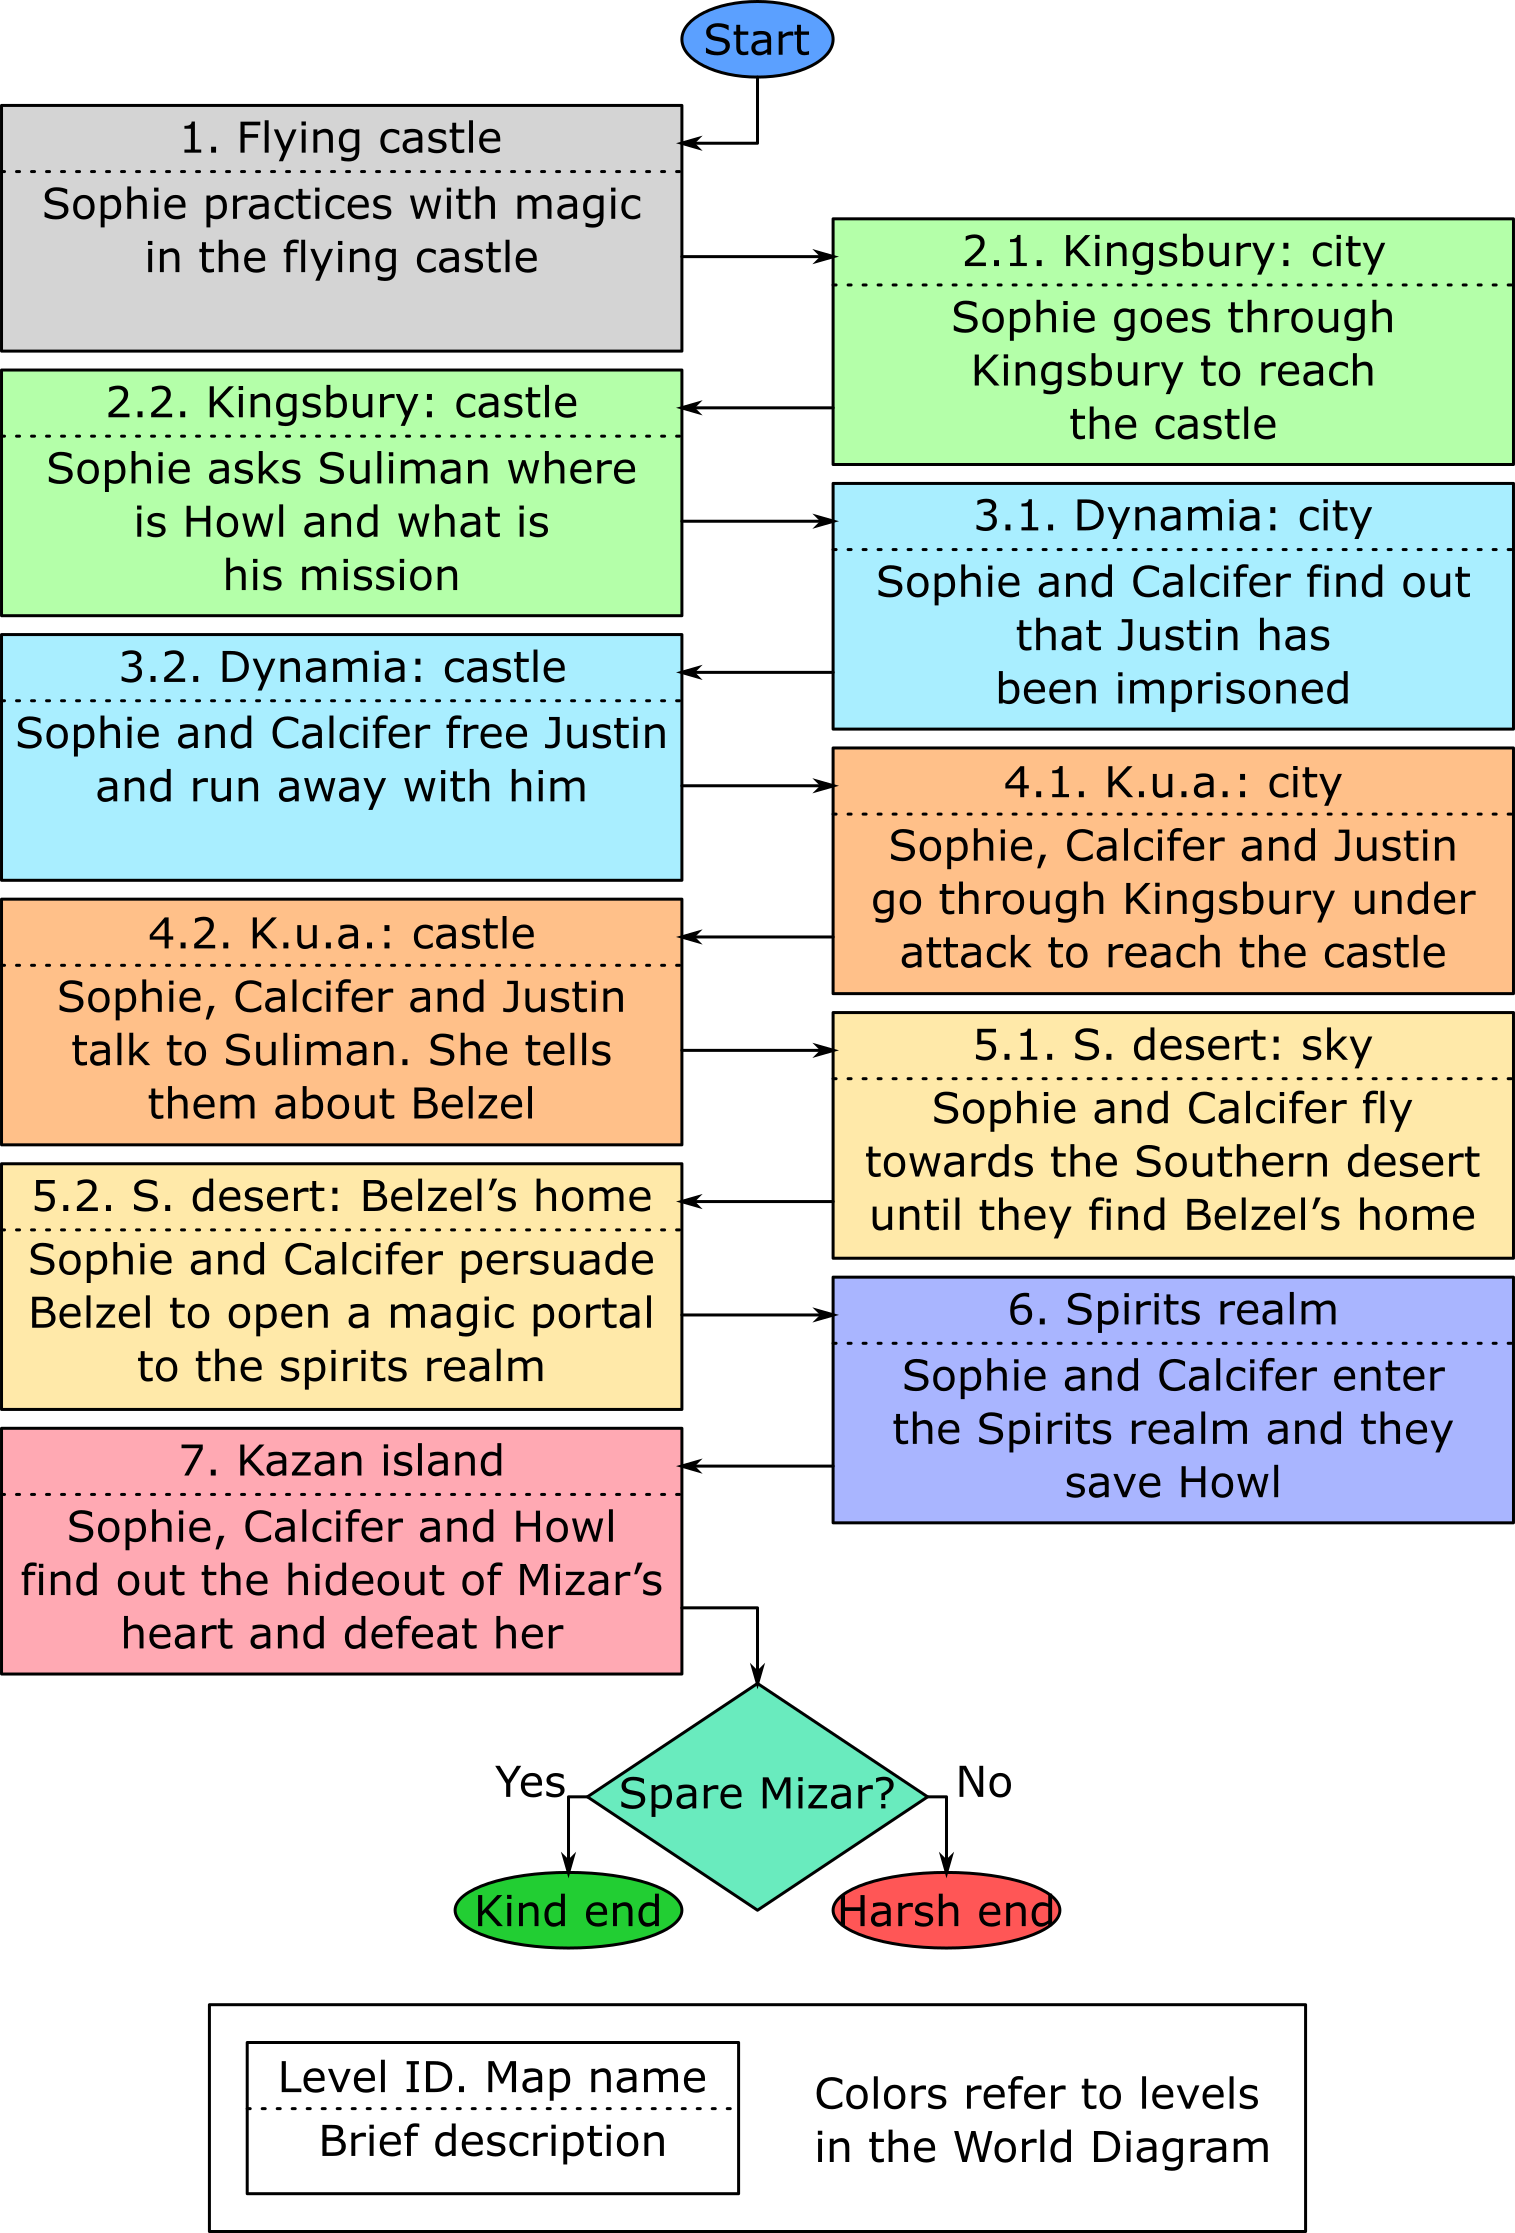 Start
1. Flying castle
Sophie practices with magic
in the flying castle
2.1. Kingsbury: city
Sophie goes through
Kingsbury to reach
the castle
2.2. Kingsbury: castle
Sophie asks Suliman where
is Howl and what is
his mission
3.1. Dynamia: city
Sophie and Calcifer find out
that Justin has
been imprisoned
3.2. Dynamia: castle
Sophie and Calcifer free Justin
and run away with him
4.1. K.u.a.: city
Sophie, Calcifer and Justin
go through Kingsbury under
attack to reach the castle
4.2. K.u.a.: castle
Sophie, Calcifer and Justin
talk to Suliman. She tells
them about Belzel
5.1. S. desert: sky
Sophie and Calcifer fly
towards the Southern desert
until they find Belzel’s home
5.2. S. desert: Belzel’s home
Sophie and Calcifer persuade
Belzel to open a magic portal
to the spirits realm
6. Spirits realm
Sophie and Calcifer enter
the Spirits realm and they
save Howl
7. Kazan island
Sophie, Calcifer and Howl
find out the hideout of Mizar’s
heart and defeat her
Spare Mizar?
Yes
No
Kind end
Harsh end
Level ID. Map name
Brief description
Colors refer to levels
in the World Diagram